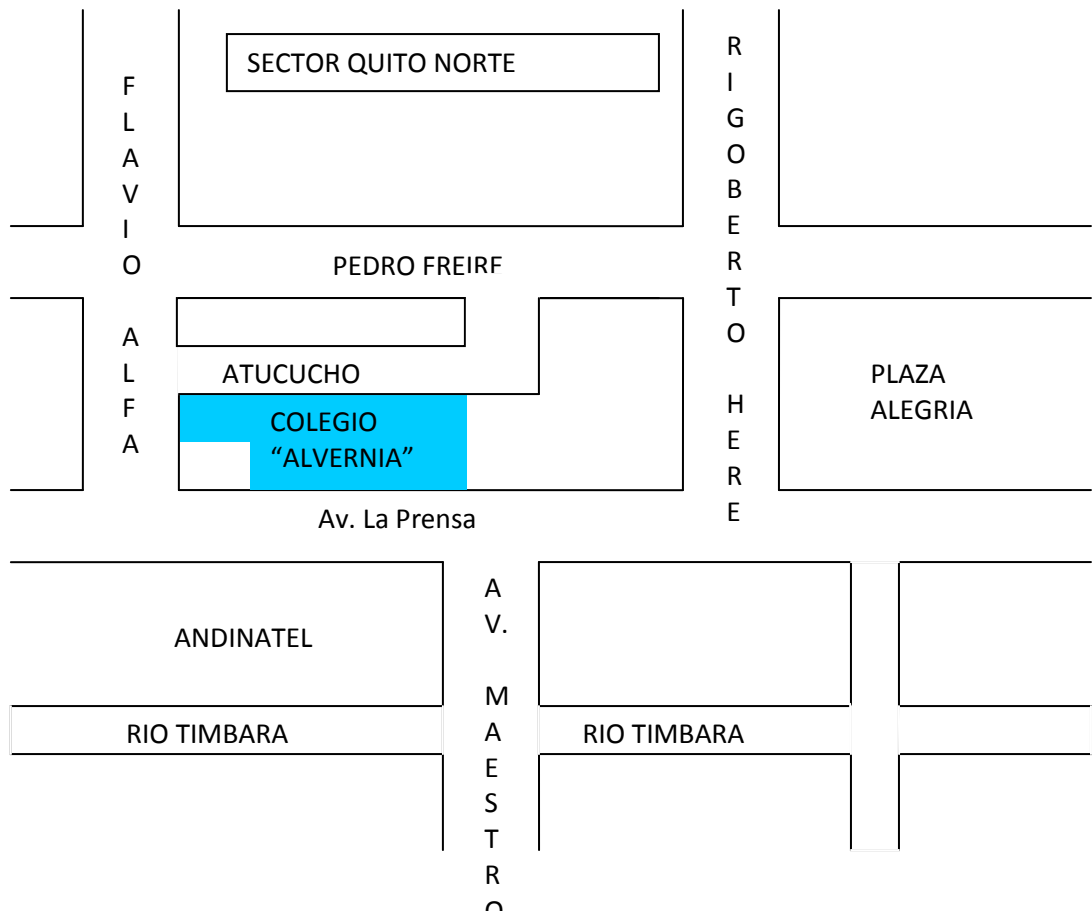 SECTOR QUITO NORTE
FLAVIO ALFA
RIGOBERTO HERE
PEDRO FREIRE
ATUCUCHO
COLEGIO
“ALVERNIA”
PLAZA
ALEGRIA
Av. La Prensa
ANDINATEL
AV. MAESTRO
RIO TIMBARA
RIO TIMBARA